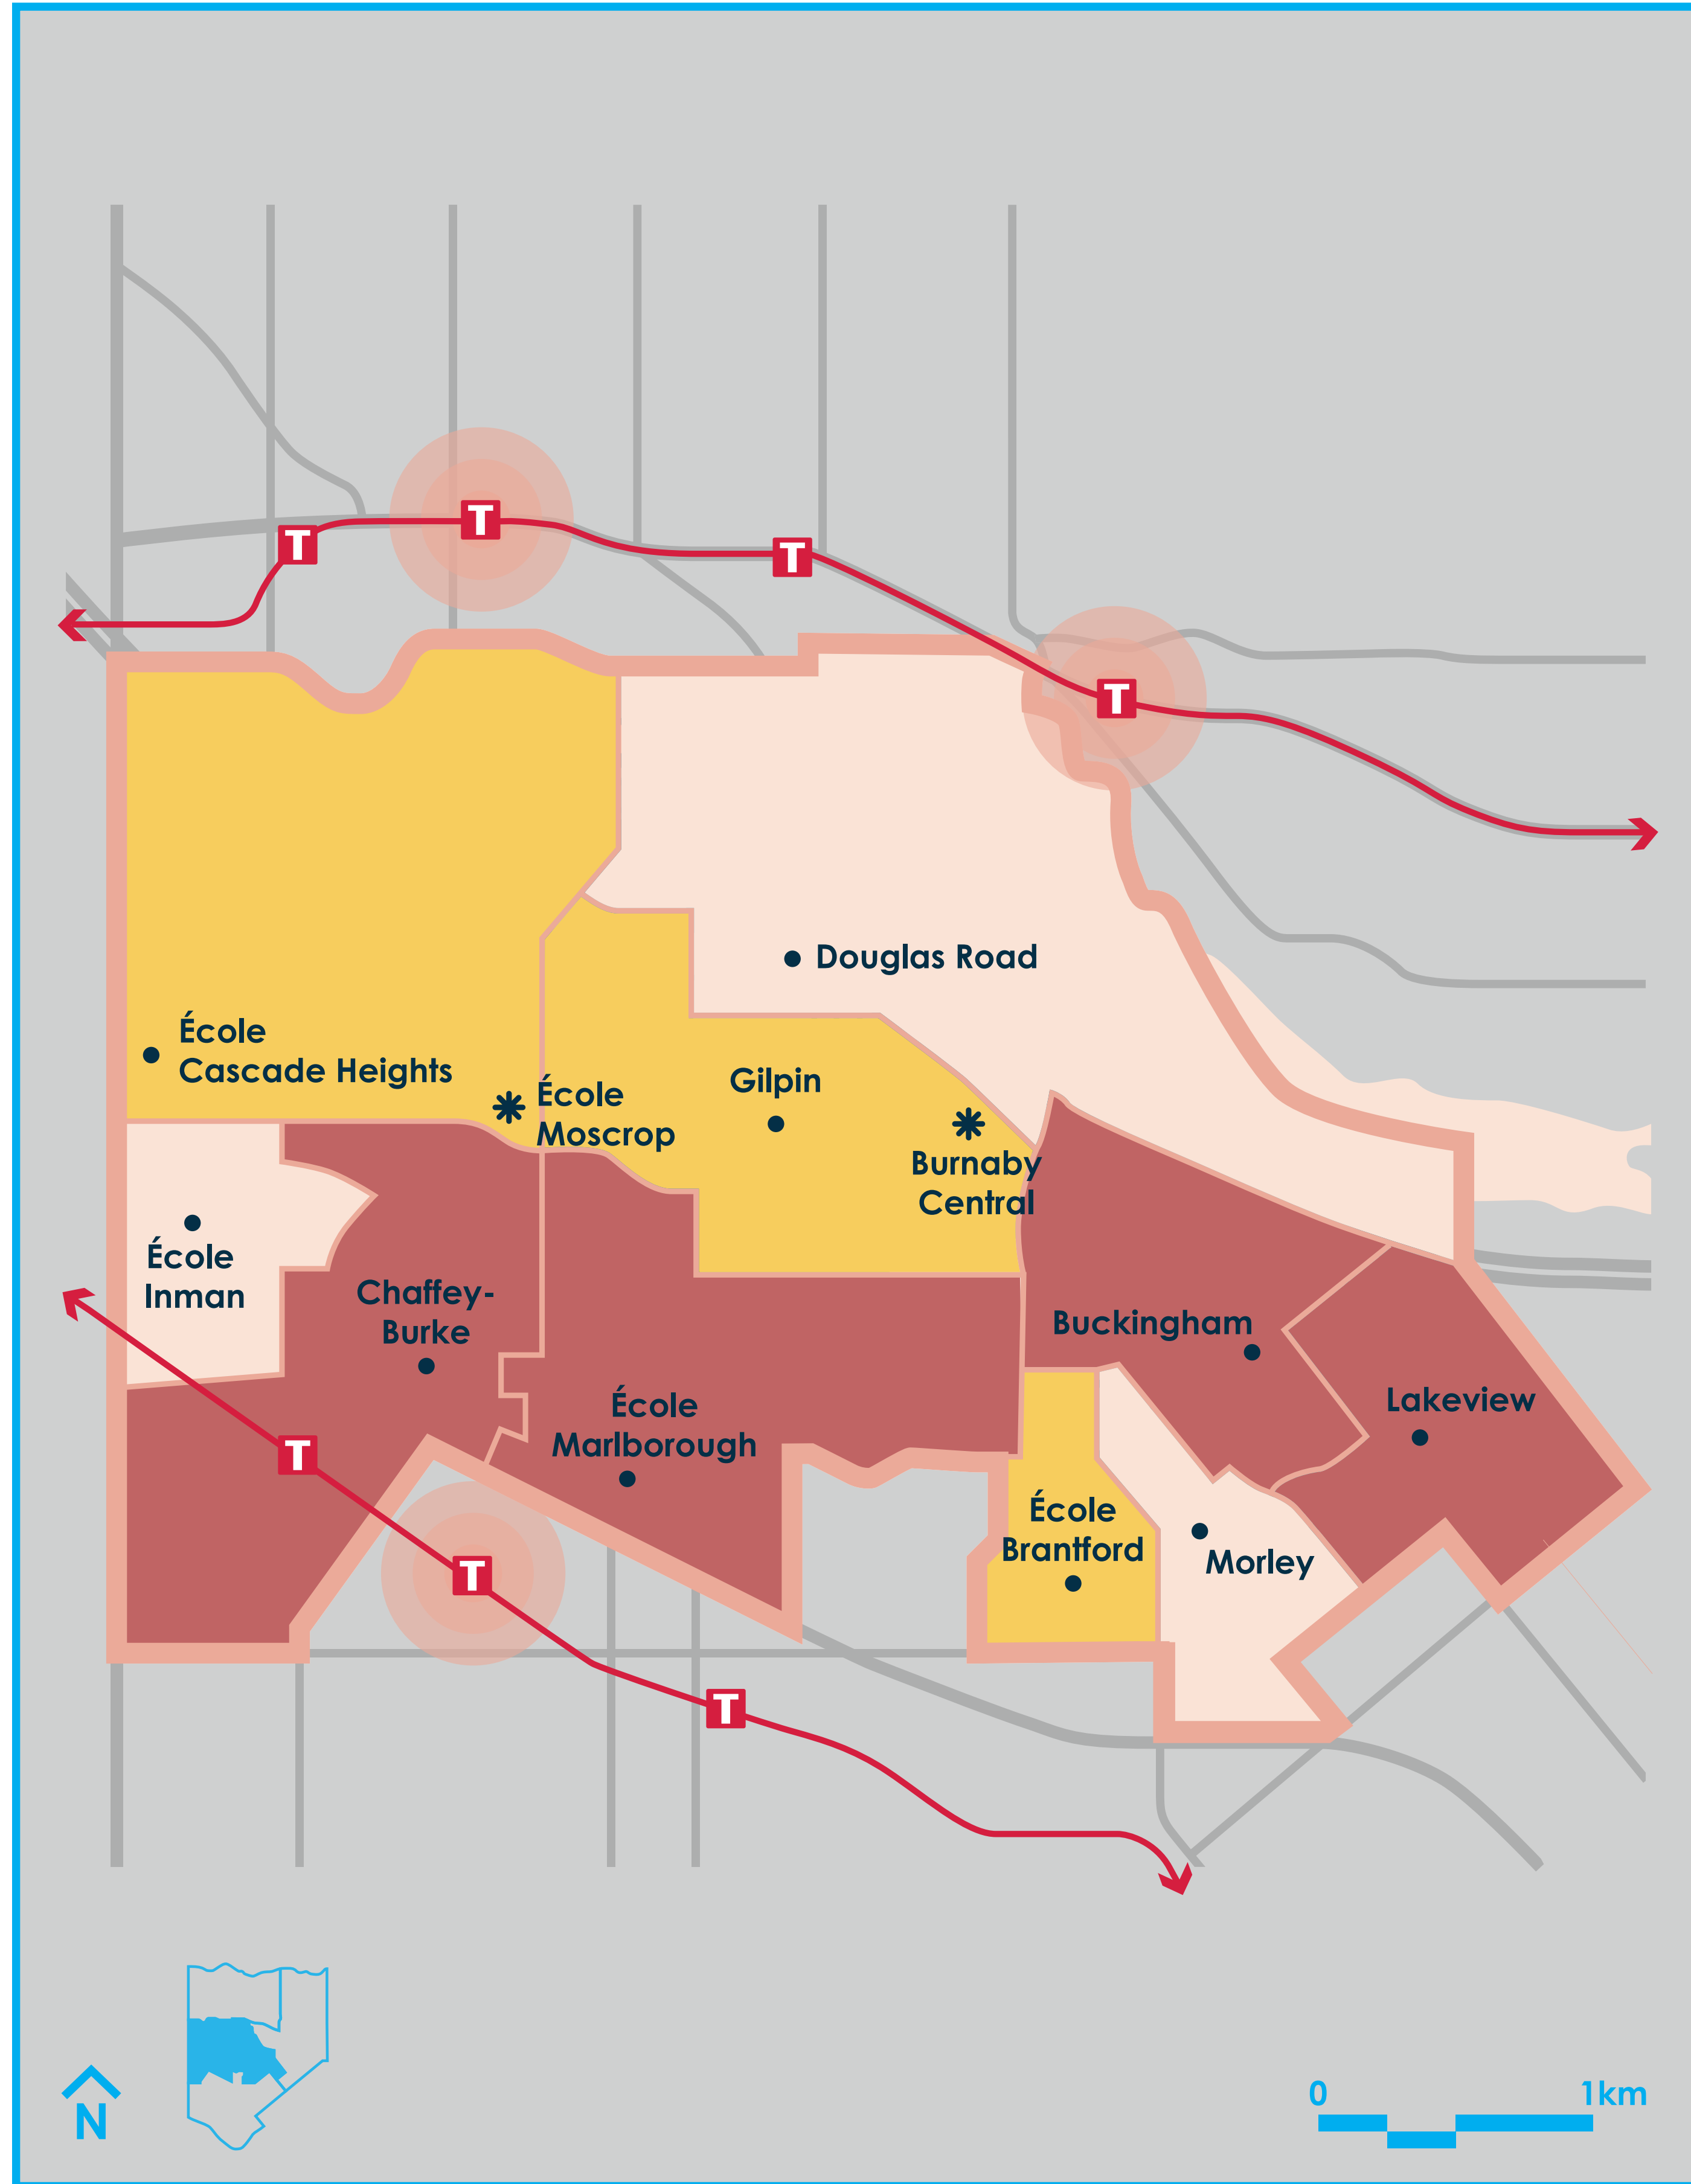 T
T
T
T
Douglas Road
École
Cascade Heights
École
Moscrop
Gilpin
Burnaby
Central
École
Inman
Chaffey-
Burke
Buckingham
École
Marlborough
Lakeview
T
École
Brantford
Morley
T
T
N
0
1km